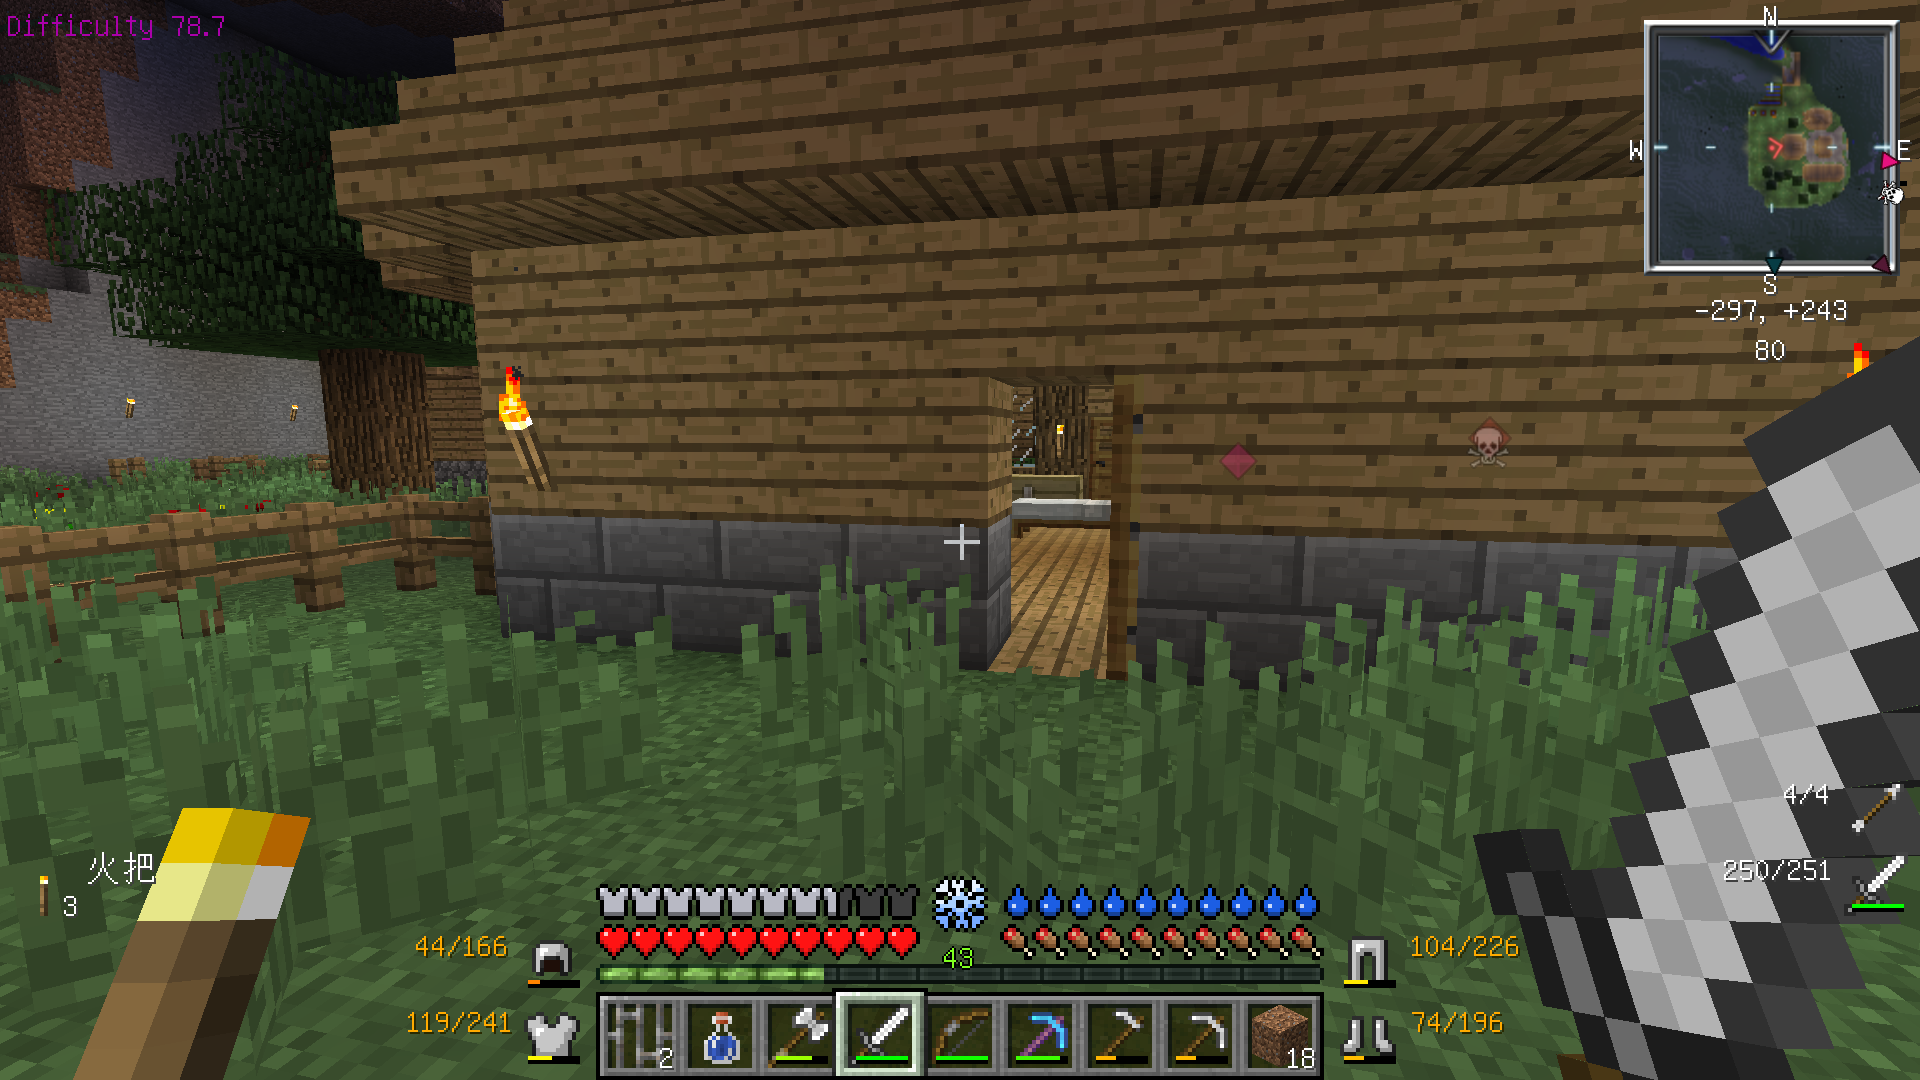 Difficulty 78.7
N
W
E
S
-297, +243
80
4/4
250/251
火把
3
43
44/166
104/226
119/241
74/196
2
18